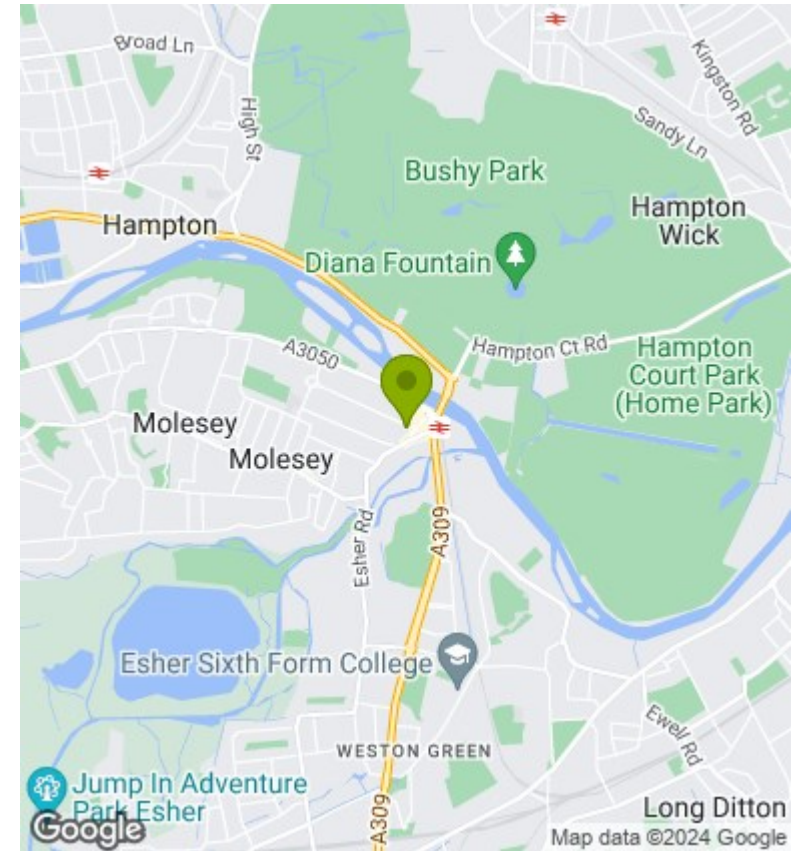 Broad Ln
Kingston Rd
High St
Sandy Ln
Bushy Park
Hampton
Wick
Hampton
Diana Fountain
A3050
Hampton Ct Rd
Hampton
Court Park
(Home Park)
Molesey
Molesey
Esher Rd
A309
Esher Sixth Form College
Ewell Rd
WESTON GREEN
Jump In Adventure
Park Esher
A309
Long Ditton
Google
Map data ©2024 Google